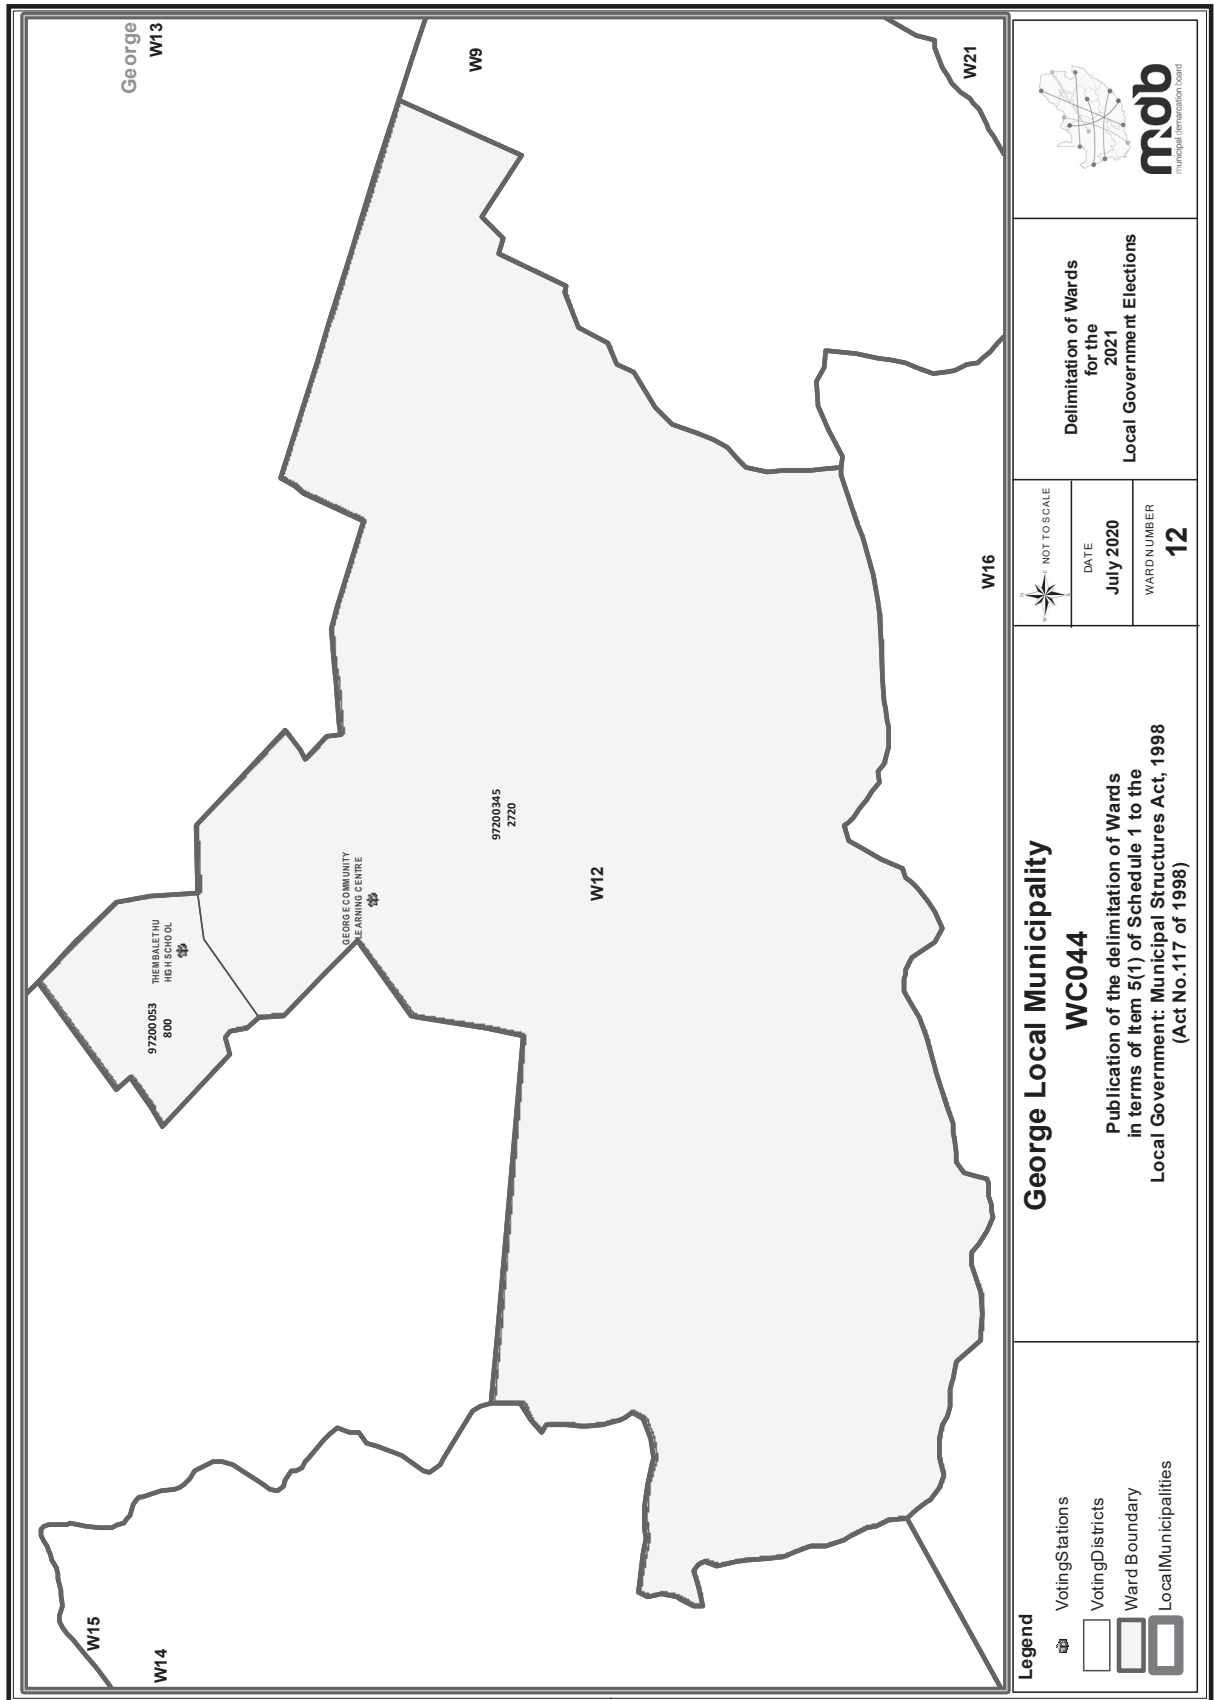 George
W13
W9
W21
W15
W14
THEMBALETHU
HIGH SCHOOL
97200053
800
GEORGE COMMUNITY
LEARNING CENTRE
97200345
2720
W12
W16
Legend
VotingStations
VotingDistricts
Ward Boundary
LocalMunicipalities
George Local Municipality
WC044
Publication of the delimitation of Wards
in terms of Item 5(1) of Schedule 1 to the
Local Government: Municipal Structures Act, 1998
(Act No.117 of 1998)
N
W E
S
NOT TO SCALE
DATE
July 2020
WARD NUMBER
12
Delimitation of Wards
for the
2021
Local Government Elections
mdb
municipal demarcation board